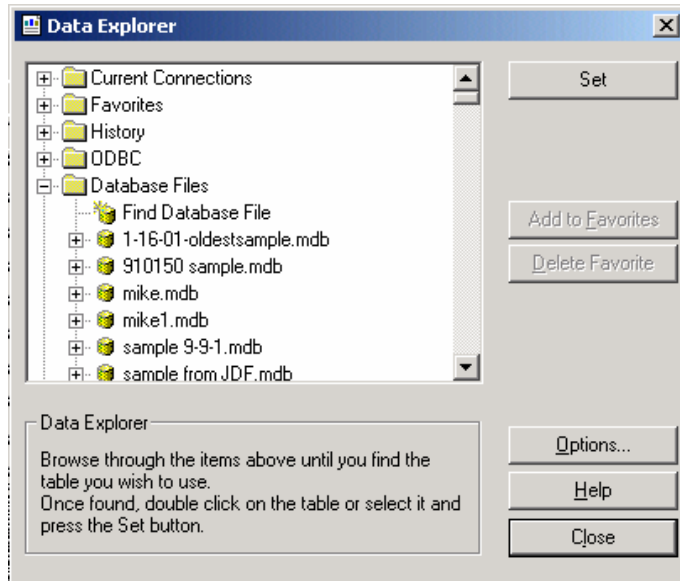 Data Explorer
Current Connections
Favorites
History
ODBC
Database Files
Find Database File
1-16-01-oldestsample.mdb
910150 sample.mdb
mike.mdb
mike1.mdb
sample 9-9-1.mdb
sample from JDF.mdb
Set
Add to Favorites
Delete Favorite
Data Explorer
Browse through the items above until you find the
table you wish to use.
Once found, double click on the table or select it and
press the Set button.
Options...
Help
Close